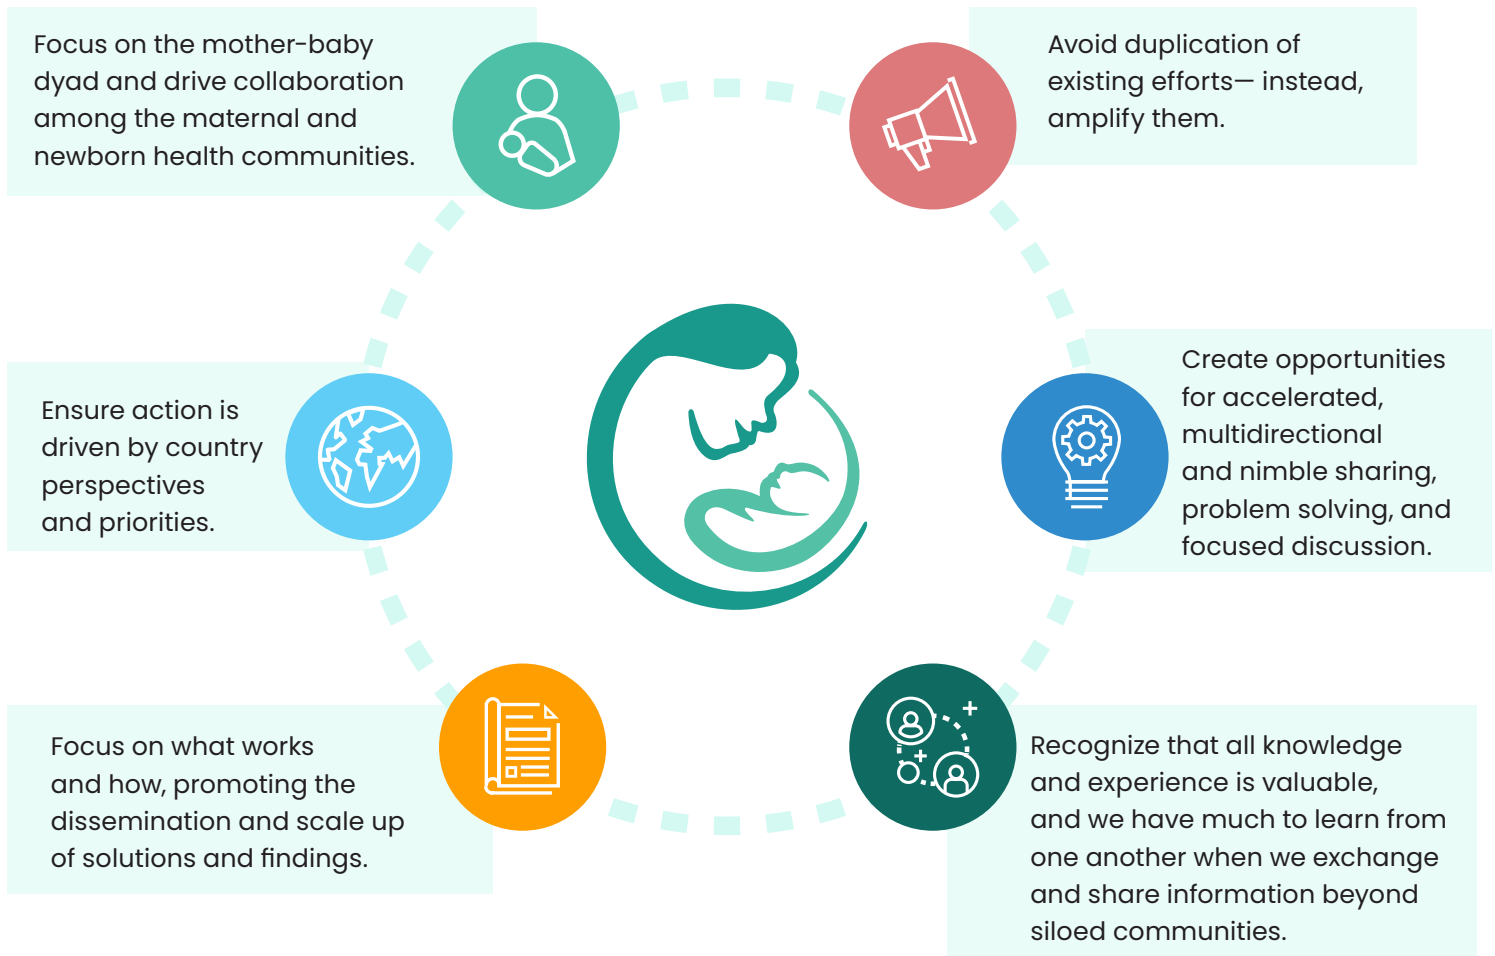 Focus on the mother-baby
dyad and drive collaboration
among the maternal and
newborn health communities.
Avoid duplication of
existing efforts— instead,
amplify them.
Ensure action is
driven by country
perspectives
and priorities.
Create opportunities
for accelerated,
multidirectional
and nimble sharing,
problem solving, and
focused discussion.
Focus on what works
and how, promoting the
dissemination and scale up
of solutions and findings.
Recognize that all knowledge
and experience is valuable,
and we have much to learn from
one another when we exchange
and share information beyond
siloed communities.